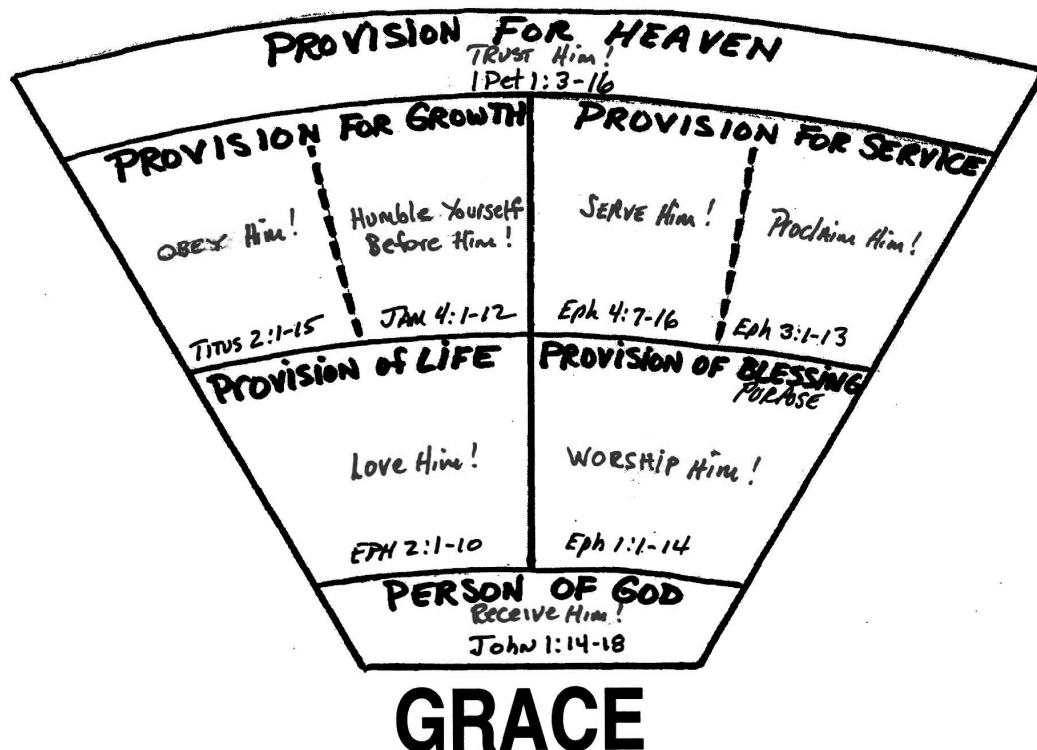 PROVISION FOR HEAVEN
TRUST Him!
1 Pet 1:3-16
PROVISION FOR GROWTH
OBEY Him!
TITUS 2:1-15
Humble Yourself
Before Him!
JAM 4:1-12
PROVISION FOR SERVICE
SERVE Him!
Eph 4:7-16
Proclaim Him!
Eph 3:1-13
Provision of LIFE
Love Him!
EPH 2:1-10
PROVISION OF BLESSING
PURPOSE
WORSHIP Him!
Eph 1:1-14
PERSON OF GOD
Receive Him!
John 1:14-18
GRACE